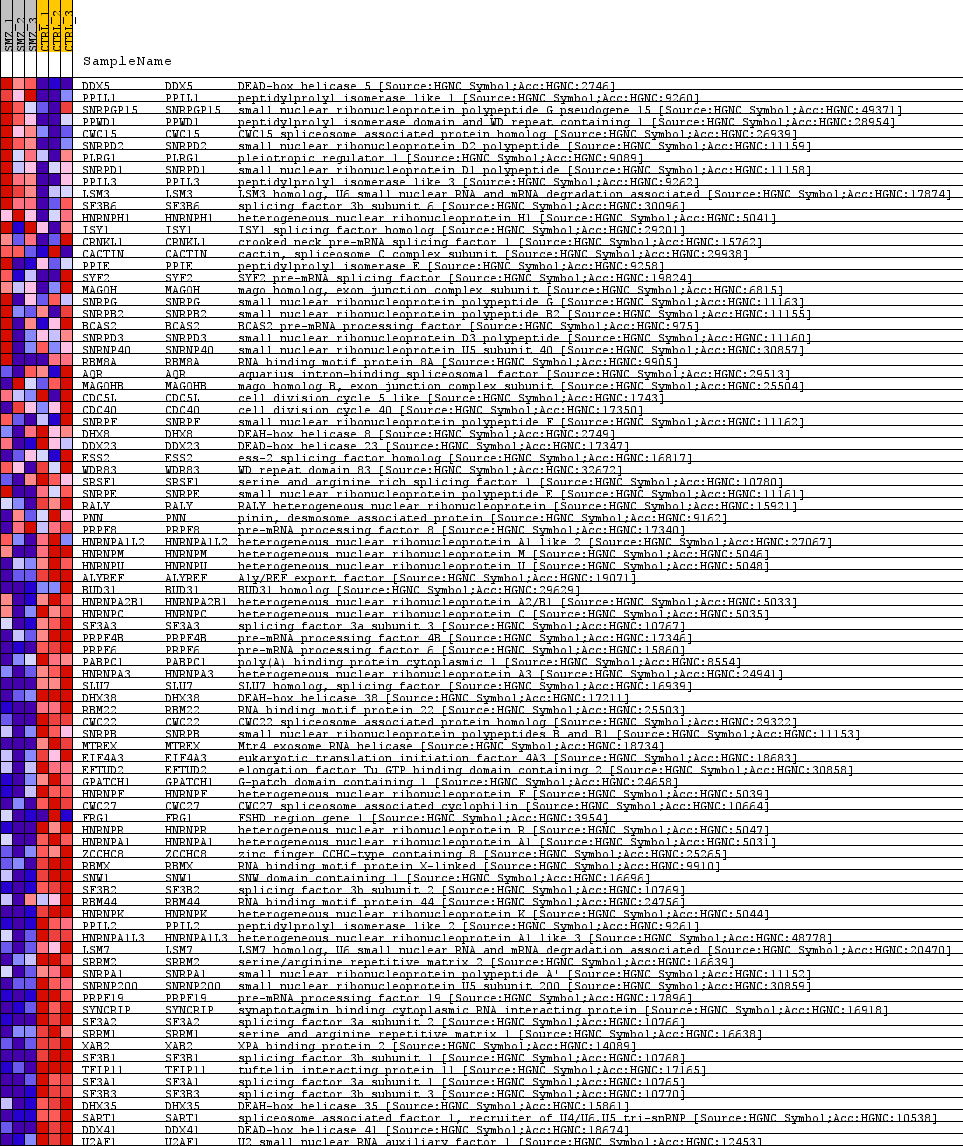 SMZ_1 SMZ_2 SMZ_3 CTRL_1 CTRL_2 CTRL_3
SampleName
DDX5 DDX5 DEAD-box helicase 5 [Source:HGNC Symbol;Acc:HGNC:2746]
PPIL1 PPIL1 peptidylprolyl isomerase like 1 [Source:HGNC Symbol;Acc:HGNC:9260]
SNRPGP15 SNRPGP15 small nuclear ribonucleoprotein polypeptide G pseudogene 15 [Source:HGNC Symbol;Acc:HGNC:49371]
PPWD1 PPWD1 peptidylprolyl isomerase domain and WD repeat containing 1 [Source:HGNC Symbol;Acc:HGNC:28954]
CWC15 CWC15 CWC15 spliceosome associated protein homolog [Source:HGNC Symbol;Acc:HGNC:26939]
SNRPD2 SNRPD2 small nuclear ribonucleoprotein D2 polypeptide [Source:HGNC Symbol;Acc:HGNC:11159]
PLRG1 PLRG1 pleiotropic regulator 1 [Source:HGNC Symbol;Acc:HGNC:9089]
SNRPD1 SNRPD1 small nuclear ribonucleoprotein D1 polypeptide [Source:HGNC Symbol;Acc:HGNC:11158]
PPIL3 PPIL3 peptidylprolyl isomerase like 3 [Source:HGNC Symbol;Acc:HGNC:9262]
LSM3 LSM3 LSM3 homolog, U6 small nuclear RNA and mRNA degradation associated [Source:HGNC Symbol;Acc:HGNC:17874]
SF3B6 SF3B6 splicing factor 3b subunit 6 [Source:HGNC Symbol;Acc:HGNC:30096]
HNRNPH1 HNRNPH1 heterogeneous nuclear ribonucleoprotein H1 [Source:HGNC Symbol;Acc:HGNC:5041]
ISY1 ISY1 ISY1 splicing factor homolog [Source:HGNC Symbol;Acc:HGNC:29201]
CRNKL1 CRNKL1 crooked neck pre-mRNA splicing factor 1 [Source:HGNC Symbol;Acc:HGNC:15762]
CACTIN CACTIN cactin, spliceosome C complex subunit [Source:HGNC Symbol;Acc:HGNC:29938]
PPIE PPIE peptidylprolyl isomerase E [Source:HGNC Symbol;Acc:HGNC:9258]
SYF2 SYF2 SYF2 pre-mRNA splicing factor [Source:HGNC Symbol;Acc:HGNC:19824]
MAGOH MAGOH mago homolog, exon junction complex subunit [Source:HGNC Symbol;Acc:HGNC:6815]
SNRPG SNRPG small nuclear ribonucleoprotein polypeptide G [Source:HGNC Symbol;Acc:HGNC:11163]
SNRPB2 SNRPB2 small nuclear ribonucleoprotein polypeptide B2 [Source:HGNC Symbol;Acc:HGNC:11155]
BCAS2 BCAS2 BCAS2 pre-mRNA processing factor [Source:HGNC Symbol;Acc:HGNC:975]
SNRPD3 SNRPD3 small nuclear ribonucleoprotein D3 polypeptide [Source:HGNC Symbol;Acc:HGNC:11160]
SNRNP40 SNRNP40 small nuclear ribonucleoprotein U5 subunit 40 [Source:HGNC Symbol;Acc:HGNC:30857]
RBM8A RBM8A RNA binding motif protein 8A [Source:HGNC Symbol;Acc:HGNC:9905]
AQR AQR aquarius intron-binding spliceosomal factor [Source:HGNC Symbol;Acc:HGNC:29513]
MAGOHB MAGOHB mago homolog B, exon junction complex subunit [Source:HGNC Symbol;Acc:HGNC:25504]
CDC5L CDC5L cell division cycle 5 like [Source:HGNC Symbol;Acc:HGNC:1743]
CDC40 CDC40 cell division cycle 40 [Source:HGNC Symbol;Acc:HGNC:17350]
SNRPF SNRPF small nuclear ribonucleoprotein polypeptide F [Source:HGNC Symbol;Acc:HGNC:11162]
DHX8 DHX8 DEAH-box helicase 8 [Source:HGNC Symbol;Acc:HGNC:2749]
DDX23 DDX23 DEAD-box helicase 23 [Source:HGNC Symbol;Acc:HGNC:17347]
ESS2 ESS2 ess-2 splicing factor homolog [Source:HGNC Symbol;Acc:HGNC:16817]
WDR83 WDR83 WD repeat domain 83 [Source:HGNC Symbol;Acc:HGNC:32672]
SRSF1 SRSF1 serine and arginine rich splicing factor 1 [Source:HGNC Symbol;Acc:HGNC:10780]
SNRPE SNRPE small nuclear ribonucleoprotein polypeptide E [Source:HGNC Symbol;Acc:HGNC:11161]
RALY RALY RALY heterogeneous nuclear ribonucleoprotein [Source:HGNC Symbol;Acc:HGNC:15921]
PNN PNN pinin, desmosome associated protein [Source:HGNC Symbol;Acc:HGNC:9162]
PRPF8 PRPF8 pre-mRNA processing factor 8 [Source:HGNC Symbol;Acc:HGNC:17340]
HNRNPA1L2 HNRNPA1L2 heterogeneous nuclear ribonucleoprotein A1 like 2 [Source:HGNC Symbol;Acc:HGNC:27067]
HNRNPM HNRNPM heterogeneous nuclear ribonucleoprotein M [Source:HGNC Symbol;Acc:HGNC:5046]
HNRNPU HNRNPU heterogeneous nuclear ribonucleoprotein U [Source:HGNC Symbol;Acc:HGNC:5048]
ALYREF ALYREF Aly/REF export factor [Source:HGNC Symbol;Acc:HGNC:19071]
BUD31 BUD31 BUD31 homolog [Source:HGNC Symbol;Acc:HGNC:29629]
HNRNPA2B1 HNRNPA2B1 heterogeneous nuclear ribonucleoprotein A2/B1 [Source:HGNC Symbol;Acc:HGNC:5033]
HNRNPC HNRNPC heterogeneous nuclear ribonucleoprotein C [Source:HGNC Symbol;Acc:HGNC:5035]
SF3A3 SF3A3 splicing factor 3a subunit 3 [Source:HGNC Symbol;Acc:HGNC:10767]
PRPF4B PRPF4B pre-mRNA processing factor 4B [Source:HGNC Symbol;Acc:HGNC:17346]
PRPF6 PRPF6 pre-mRNA processing factor 6 [Source:HGNC Symbol;Acc:HGNC:15860]
PABPC1 PABPC1 poly(A) binding protein cytoplasmic 1 [Source:HGNC Symbol;Acc:HGNC:8554]
HNRNPA3 HNRNPA3 heterogeneous nuclear ribonucleoprotein A3 [Source:HGNC Symbol;Acc:HGNC:24941]
SLU7 SLU7 SLU7 homolog, splicing factor [Source:HGNC Symbol;Acc:HGNC:16939]
DHX38 DHX38 DEAH-box helicase 38 [Source:HGNC Symbol;Acc:HGNC:17211]
RBM22 RBM22 RNA binding motif protein 22 [Source:HGNC Symbol;Acc:HGNC:25503]
CWC22 CWC22 CWC22 spliceosome associated protein homolog [Source:HGNC Symbol;Acc:HGNC:29322]
SNRPB SNRPB small nuclear ribonucleoprotein polypeptides B and B1 [Source:HGNC Symbol;Acc:HGNC:11153]
MTREX MTREX Mtr4 exosome RNA helicase [Source:HGNC Symbol;Acc:HGNC:18734]
EIF4A3 EIF4A3 eukaryotic translation initiation factor 4A3 [Source:HGNC Symbol;Acc:HGNC:18683]
EFTUD2 EFTUD2 elongation factor Tu GTP binding domain containing 2 [Source:HGNC Symbol;Acc:HGNC:30858]
GPATCH1 GPATCH1 G-patch domain containing 1 [Source:HGNC Symbol;Acc:HGNC:24658]
HNRNPF HNRNPF heterogeneous nuclear ribonucleoprotein F [Source:HGNC Symbol;Acc:HGNC:5039]
CWC27 CWC27 CWC27 spliceosome associated cyclophilin [Source:HGNC Symbol;Acc:HGNC:10664]
FRG1 FRG1 FSHD region gene 1 [Source:HGNC Symbol;Acc:HGNC:3954]
HNRNPR HNRNPR heterogeneous nuclear ribonucleoprotein R [Source:HGNC Symbol;Acc:HGNC:5047]
HNRNPA1 HNRNPA1 heterogeneous nuclear ribonucleoprotein A1 [Source:HGNC Symbol;Acc:HGNC:5031]
ZCCHC8 ZCCHC8 zinc finger CCHC-type containing 8 [Source:HGNC Symbol;Acc:HGNC:25265]
RBMX RBMX RNA binding motif protein X-linked [Source:HGNC Symbol;Acc:HGNC:9910]
SNW1 SNW1 SNW domain containing 1 [Source:HGNC Symbol;Acc:HGNC:16696]
SF3B2 SF3B2 splicing factor 3b subunit 2 [Source:HGNC Symbol;Acc:HGNC:10769]
RBM44 RBM44 RNA binding motif protein 44 [Source:HGNC Symbol;Acc:HGNC:24756]
HNRNPK HNRNPK heterogeneous nuclear ribonucleoprotein K [Source:HGNC Symbol;Acc:HGNC:5044]
PPIL2 PPIL2 peptidylprolyl isomerase like 2 [Source:HGNC Symbol;Acc:HGNC:9261]
HNRNPA1L3 HNRNPA1L3 heterogeneous nuclear ribonucleoprotein A1 like 3 [Source:HGNC Symbol;Acc:HGNC:48778]
LSM7 LSM7 LSM7 homolog, U6 small nuclear RNA and mRNA degradation associated [Source:HGNC Symbol;Acc:HGNC:20470]
SRRM2 SRRM2 serine/arginine repetitive matrix 2 [Source:HGNC Symbol;Acc:HGNC:16639]
SNRPA1 SNRPA1 small nuclear ribonucleoprotein polypeptide A' [Source:HGNC Symbol;Acc:HGNC:11152]
SNRNP200 SNRNP200 small nuclear ribonucleoprotein U5 subunit 200 [Source:HGNC Symbol;Acc:HGNC:30859]
PRPF19 PRPF19 pre-mRNA processing factor 19 [Source:HGNC Symbol;Acc:HGNC:17896]
SYNCRIP SYNCRIP synaptotagmin binding cytoplasmic RNA interacting protein [Source:HGNC Symbol;Acc:HGNC:16918]
SF3A2 SF3A2 splicing factor 3a subunit 2 [Source:HGNC Symbol;Acc:HGNC:10766]
SRRM1 SRRM1 serine and arginine repetitive matrix 1 [Source:HGNC Symbol;Acc:HGNC:16638]
XAB2 XAB2 XPA binding protein 2 [Source:HGNC Symbol;Acc:HGNC:14089]
SF3B1 SF3B1 splicing factor 3b subunit 1 [Source:HGNC Symbol;Acc:HGNC:10768]
TFIP11 TFIP11 tuftelin interacting protein 11 [Source:HGNC Symbol;Acc:HGNC:17165]
SF3A1 SF3A1 splicing factor 3a subunit 1 [Source:HGNC Symbol;Acc:HGNC:10765]
SF3B3 SF3B3 splicing factor 3b subunit 3 [Source:HGNC Symbol;Acc:HGNC:10770]
DHX35 DHX35 DEAH-box helicase 35 [Source:HGNC Symbol;Acc:HGNC:15861]
SART1 SART1 spliceosome associated factor 1, recruiter of U4/U6.U5 tri-snRNP [Source:HGNC Symbol;Acc:HGNC:10538]
DDX41 DDX41 DEAD-box helicase 41 [Source:HGNC Symbol;Acc:HGNC:18674]
U2AF1 U2AF1 U2 small nuclear RNA auxiliary factor 1 [Source:HGNC Symbol;Acc:HGNC:12453]